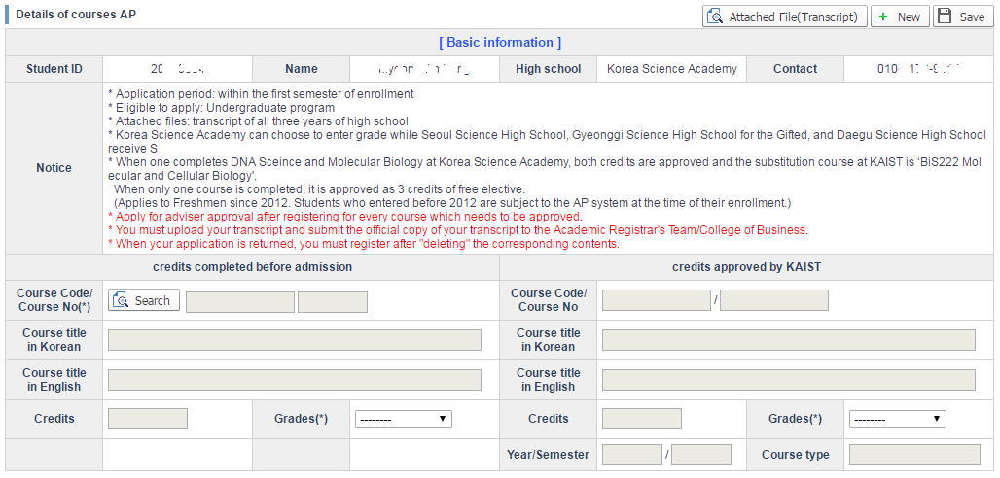 Details of courses AP
Attached File(Transcript)
New
Save
[ Basic information ]
Student ID
Name
High school
Korea Science Academy
Contact
010-
Notice
* Application period: within the first semester of enrollment
* Eligible to apply: Undergraduate program
* Attached files: transcript of all three years of high school
* Korea Science Academy can choose to enter grade while Seoul Science High School, Gyeonggi Science High School for the Gifted, and Daegu Science High School
receive S
* When one completes DNA Sceince and Molecular Biology at Korea Science Academy, both credits are approved and the substitution course at KAIST is 'BiS222 Mol
ecular and Cellular Biology'.
When only one course is completed, it is approved as 3 credits of free elective.
(Applies to Freshmen since 2012. Students who entered before 2012 are subject to the AP system at the time of their enrollment.)
* Apply for adviser approval after registering for every course which needs to be approved.
* You must upload your transcript and submit the official copy of your transcript to the Academic Registrar's Team/College of Business.
* When your application is returned, you must register after "deleting" the corresponding contents.
credits completed before admission
credits approved by KAIST
Course Code/
Course No(*)
Search
Course Code/
Course No
/
Course title
in Korean
Course title
in Korean
Course title
in English
Course title
in English
Credits
Grades(*)
--------
Credits
Grades(*)
--------
Year/Semester
/
Course type